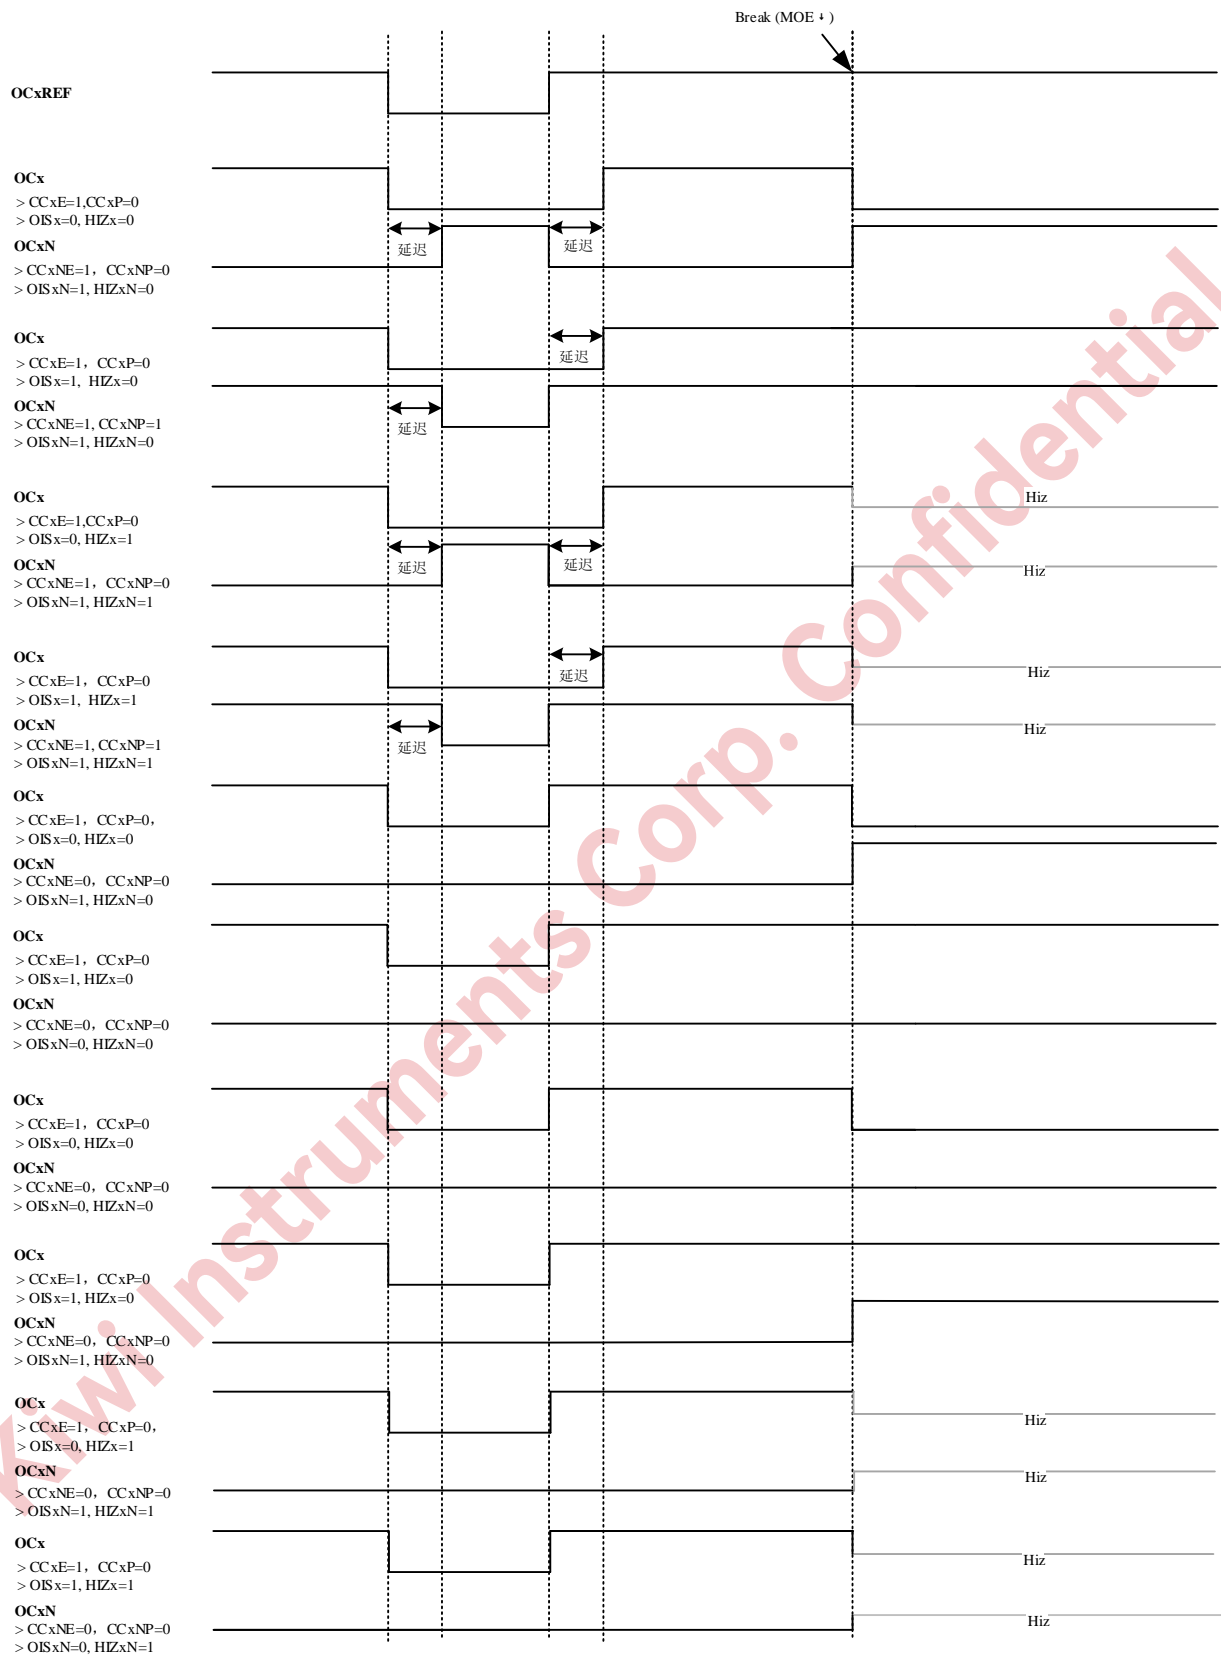 Break (MOE ↓ )
OCxREF
OCx
> CCxE=1,CCxP=0
> OISx=0, HIZx=0
延迟
延迟
OCxN
> CCxNE=1，CCxNP=0
> OISxN=1, HIZxN=0
OCx
延迟
> CCxE=1，CCxP=0
> OISx=1, HIZx=0
OCxN
> CCxNE=1, CCxNP=1
延迟
> OISxN=1, HIZxN=0
OCx
Hiz
> CCxE=1,CCxP=0
> OISx=0, HIZx=1
OCxN
延迟
延迟
Hiz
> CCxNE=1，CCxNP=0
> OISxN=1, HIZxN=1
OCx
延迟
Hiz
> CCxE=1，CCxP=0
> OISx=1, HIZx=1
OCxN
Hiz
> CCxNE=1, CCxNP=1
延迟
> OISxN=1, HIZxN=1
OCx
> CCxE=1，CCxP=0，
> OISx=0, HIZx=0
OCxN
> CCxNE=0，CCxNP=0
> OISxN=1, HIZxN=0
OCx
> CCxE=1，CCxP=0
> OISx=1, HIZx=0
OCxN
> CCxNE=0，CCxNP=0
> OISxN=0, HIZxN=0
OCx
> CCxE=1，CCxP=0
> OISx=0, HIZx=0
OCxN
> CCxNE=0，CCxNP=0
> OISxN=0, HIZxN=0
OCx
> CCxE=1，CCxP=0
> OISx=1, HIZx=0
OCxN
> CCxNE=0，CCxNP=0
> OISxN=1, HIZxN=0
OCx
Hiz
> CCxE=1，CCxP=0，
> OISx=0, HIZx=1
OCxN
Hiz
> CCxNE=0，CCxNP=0
> OISxN=1, HIZxN=1
OCx
Hiz
> CCxE=1，CCxP=0
> OISx=1, HIZx=1
OCxN
Hiz
> CCxNE=0，CCxNP=0
> OISxN=0, HIZxN=1
Kiwi Instruments Corp. Confidential